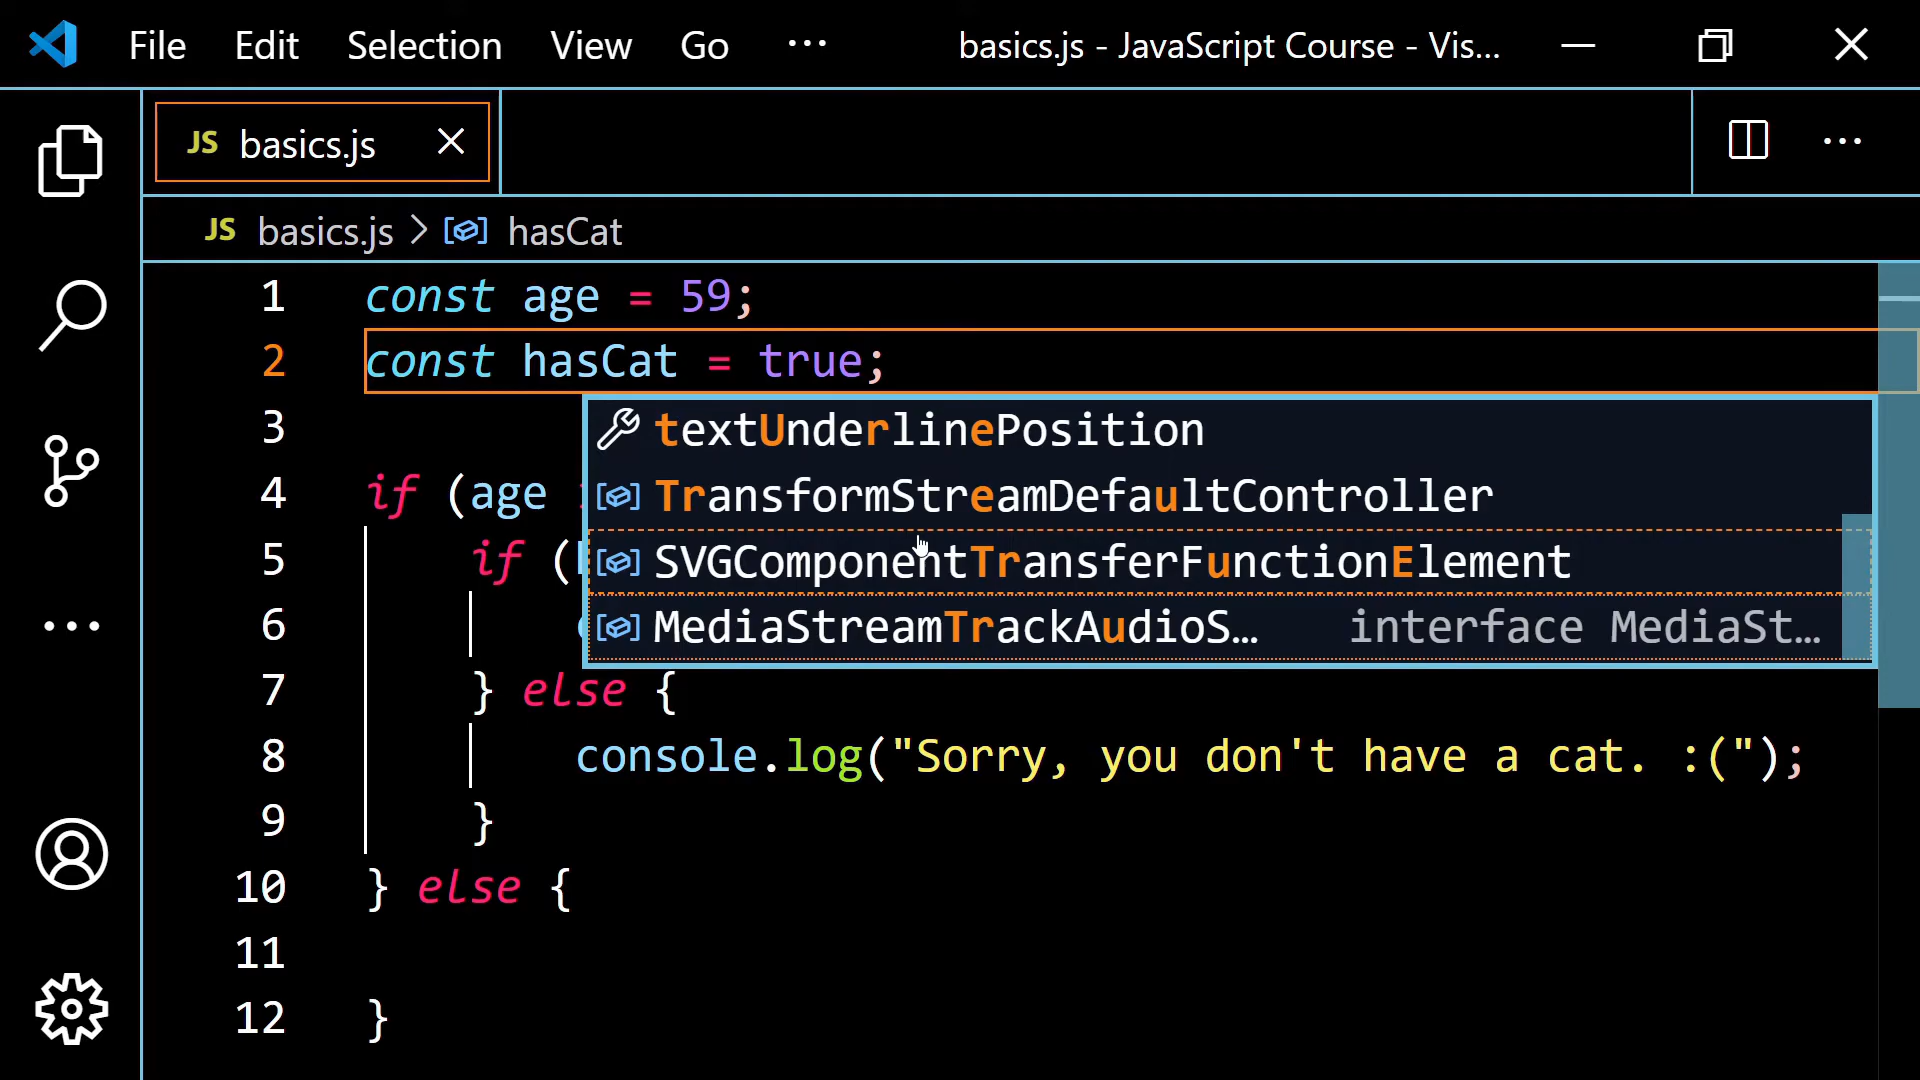 File Edit Selection View Go ··· basics.js - JavaScript Course - Vis...
JS basics.js
JS basics.js > hasCat
1 const age = 59;
2 const hasCat = true;
3
textUnderlinePosition
4 if (age
TransformStreamDefaultController
5 if (
SVGComponentTransferFunctionElement
6
MediaStreamTrackAudioS… interface MediaSt…
7 } else {
8 console.log("Sorry, you don't have a cat. :(");
9 }
10 } else {
11
12 }